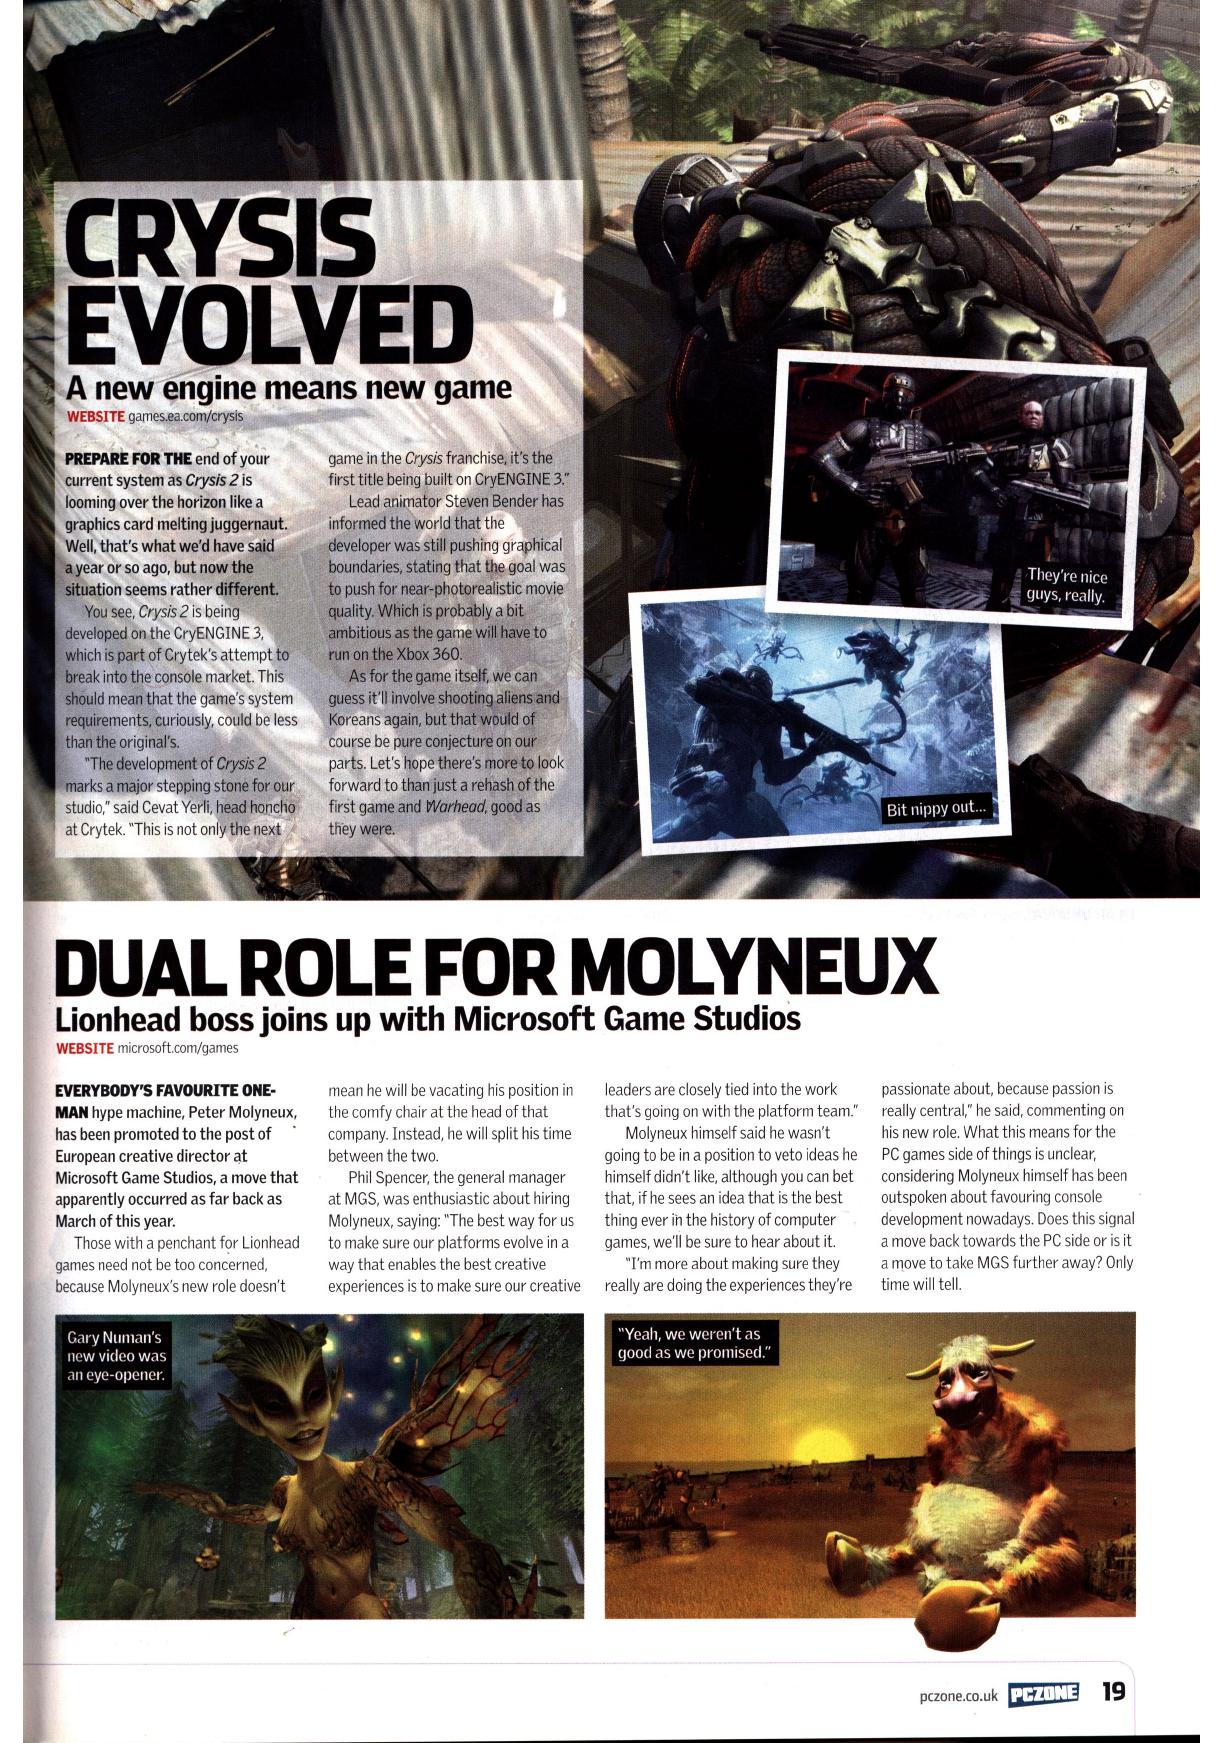 CRYSIS
EVOLVED
A new engine means new game
WEBSITE games.ea.com/crysis
PREPARE FOR THE end of your
current system as Crysis 2 is
looming over the horizon like a
graphics card melting juggernaut.
Well, that's what we'd have said
a year or so ago, but now the
situation seems rather different.
You see, Crysis 2 is being
developed on the CryENGINE 3,
which is part of Crytek's attempt to
break into the console market. This
should mean that the game's system
requirements, curiously, could be less
than the original's.
"The development of Crysis 2
marks a major stepping stone for our
studio," said Cevat Yerli, head honcho
at Crytek. "This is not only the next
game in the Crysis franchise, it's the
first title being built on CryENGINE 3."
Lead animator Steven Bender has
informed the world that the
developer was still pushing graphical
boundaries, stating that the goal was
to push for near-photorealistic movie
quality. Which is probably a bit
ambitious as the game will have to
run on the Xbox 360.
As for the game itself, we can
guess it'll involve shooting aliens and
Koreans again, but that would of
course be pure conjecture on our
parts. Let's hope there's more to look
forward to than just a rehash of the
first game and Warhead, good as
they were.
They're nice
guys, really.
Bit nippy out...
DUAL ROLE FOR MOLYNEUX
Lionhead boss joins up with Microsoft Game Studios
WEBSITE microsoft.com/games
EVERYBODY'S FAVOURITE ONE-
MAN hype machine, Peter Molyneux,
has been promoted to the post of
European creative director at
Microsoft Game Studios, a move that
apparently occurred as far back as
March of this year.
Those with a penchant for Lionhead
games need not be too concerned,
because Molyneux's new role doesn't
mean he will be vacating his position in
the comfy chair at the head of that
company. Instead, he will split his time
between the two.
Phil Spencer, the general manager
at MGS, was enthusiastic about hiring
Molyneux, saying: "The best way for us
to make sure our platforms evolve in a
way that enables the best creative
experiences is to make sure our creative
leaders are closely tied into the work
that's going on with the platform team."
Molyneux himself said he wasn't
going to be in a position to veto ideas he
himself didn't like, although you can bet
that, if he sees an idea that is the best
thing ever in the history of computer
games, we'll be sure to hear about it.
"I'm more about making sure they
really are doing the experiences they're
passionate about, because passion is
really central," he said, commenting on
his new role. What this means for the
PC games side of things is unclear,
considering Molyneux himself has been
outspoken about favouring console
development nowadays. Does this signal
a move back towards the PC side or is it
a move to take MGS further away? Only
time will tell.
Gary Numan's
new video was
an eye-opener.
"Yeah, we weren't as
good as we promised."
pczone.co.uk PCZONE 19